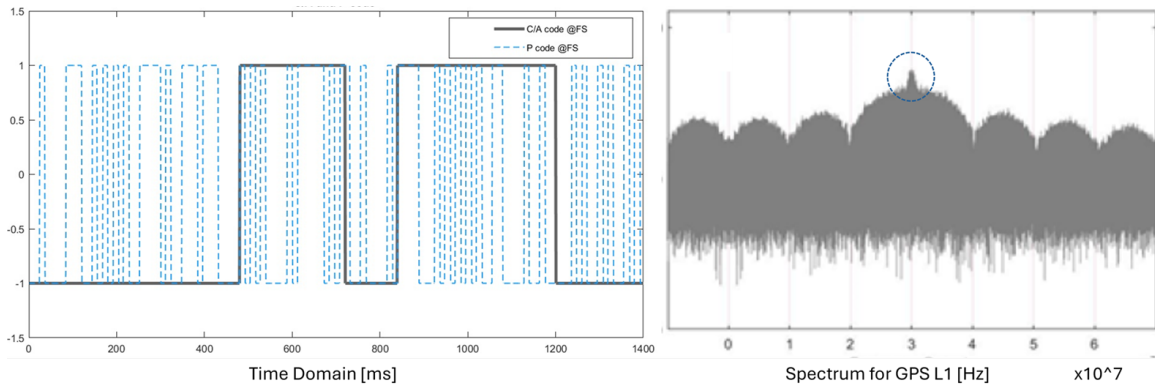 C/A code @FS
P code @FS
1.5
1
0.5
0
-0.5
-1
-1.5
0 200 400 600 800 1000 1200 1400
Time Domain [ms]
0 1 2 3 4 5 6
Spectrum for GPS L1 [Hz] x10^7